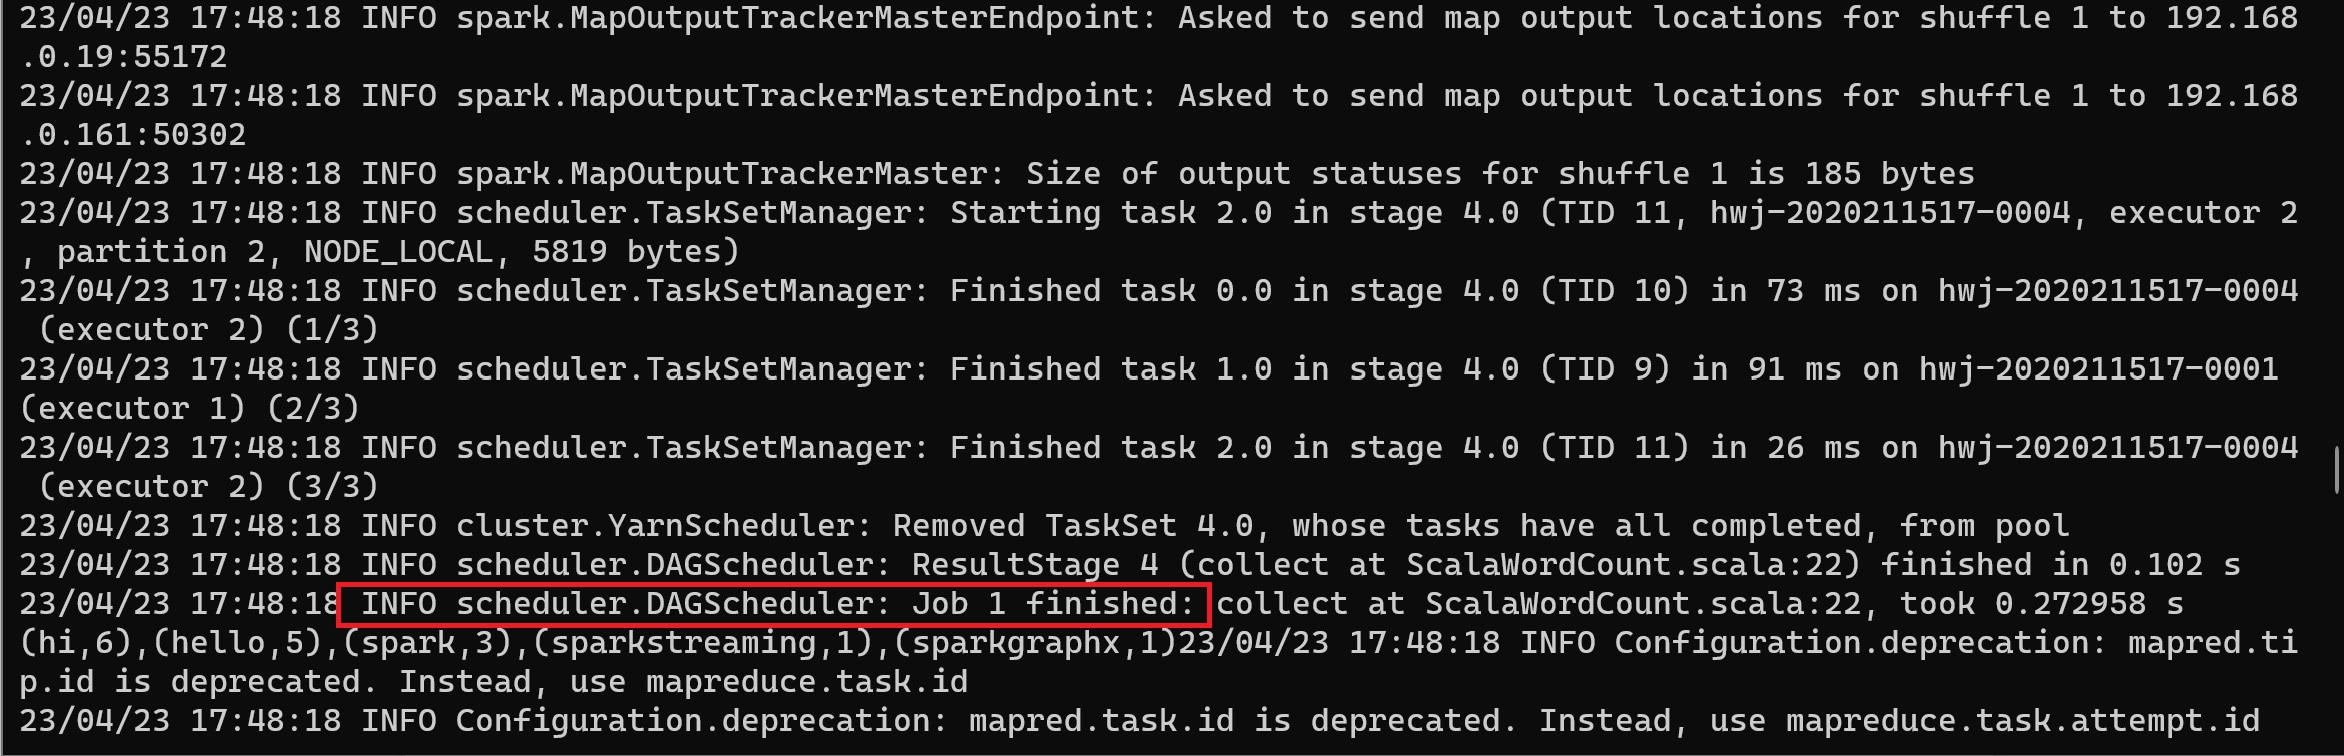 23/04/23 17:48:18 INFO spark.MapOutputTrackerMasterEndpoint: Asked to send map output locations for shuffle 1 to 192.168
.0.19:55172
23/04/23 17:48:18 INFO spark.MapOutputTrackerMasterEndpoint: Asked to send map output locations for shuffle 1 to 192.168
.0.161:50302
23/04/23 17:48:18 INFO spark.MapOutputTrackerMaster: Size of output statuses for shuffle 1 is 185 bytes
23/04/23 17:48:18 INFO scheduler.TaskSetManager: Starting task 2.0 in stage 4.0 (TID 11, hwj-2020211517-0004, executor 2
, partition 2, NODE_LOCAL, 5819 bytes)
23/04/23 17:48:18 INFO scheduler.TaskSetManager: Finished task 0.0 in stage 4.0 (TID 10) in 73 ms on hwj-2020211517-0004
 (executor 2) (1/3)
23/04/23 17:48:18 INFO scheduler.TaskSetManager: Finished task 1.0 in stage 4.0 (TID 9) in 91 ms on hwj-2020211517-0001
(executor 1) (2/3)
23/04/23 17:48:18 INFO scheduler.TaskSetManager: Finished task 2.0 in stage 4.0 (TID 11) in 26 ms on hwj-2020211517-0004
 (executor 2) (3/3)
23/04/23 17:48:18 INFO cluster.YarnScheduler: Removed TaskSet 4.0, whose tasks have all completed, from pool
23/04/23 17:48:18 INFO scheduler.DAGScheduler: ResultStage 4 (collect at ScalaWordCount.scala:22) finished in 0.102 s
23/04/23 17:48:18 INFO scheduler.DAGScheduler: Job 1 finished: collect at ScalaWordCount.scala:22, took 0.272958 s
(hi,6),(hello,5),(spark,3),(sparkstreaming,1),(sparkgraphx,1)23/04/23 17:48:18 INFO Configuration.deprecation: mapred.ti
p.id is deprecated. Instead, use mapreduce.task.id
23/04/23 17:48:18 INFO Configuration.deprecation: mapred.task.id is deprecated. Instead, use mapreduce.task.attempt.id